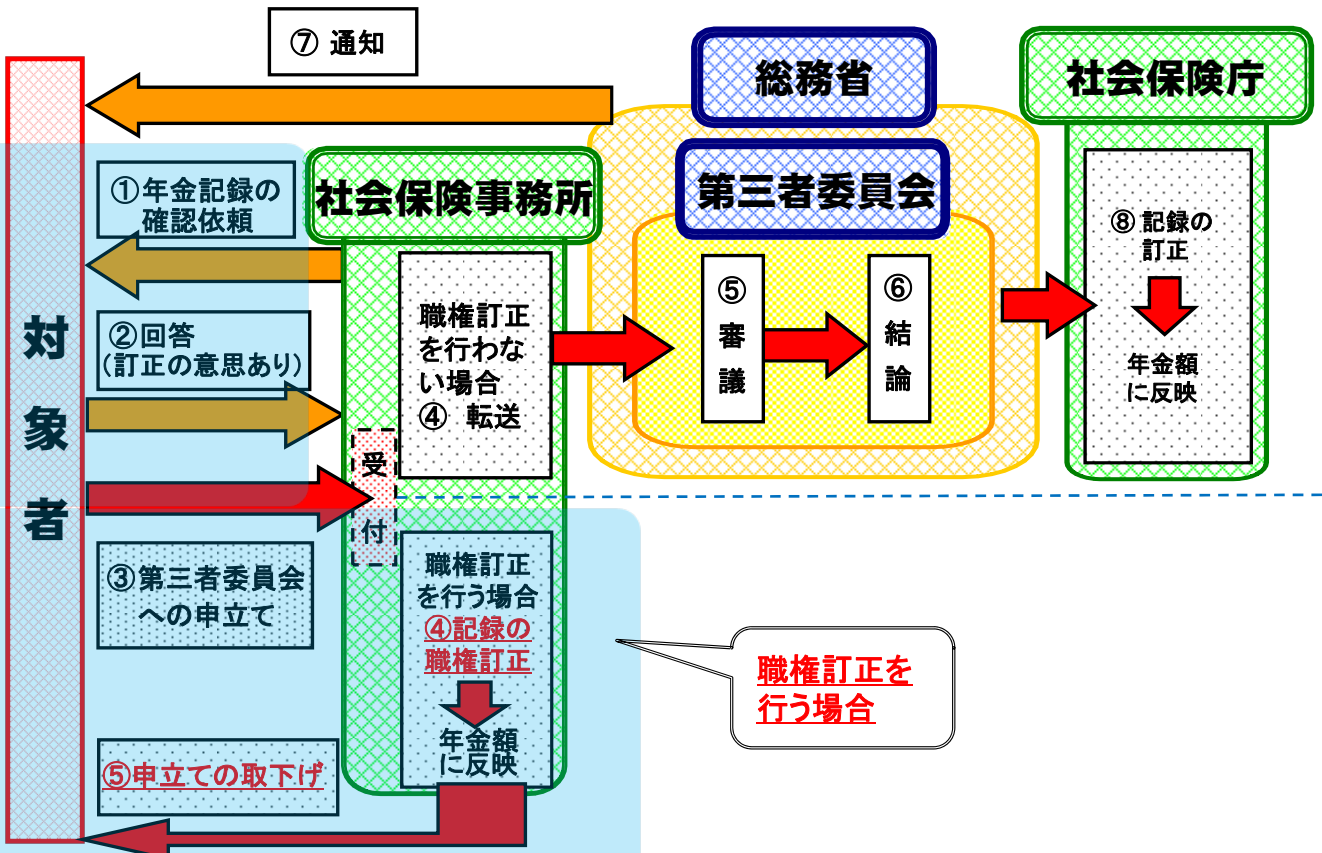 ⑦ 通知
総務省
社会保険庁
①年金記録の
確認依頼
社会保険事務所
第三者委員会
対象者
②回答
(訂正の意思あり)
職権訂正
を行わな
い場合
④ 転送
⑤審議
⑥結論
⑧ 記録の
訂正
年金額
に反映
受付
③第三者委員会
への申立て
職権訂正
を行う場合
④記録の
職権訂正
年金額
に反映
職権訂正を
行う場合
⑤申立ての取下げ